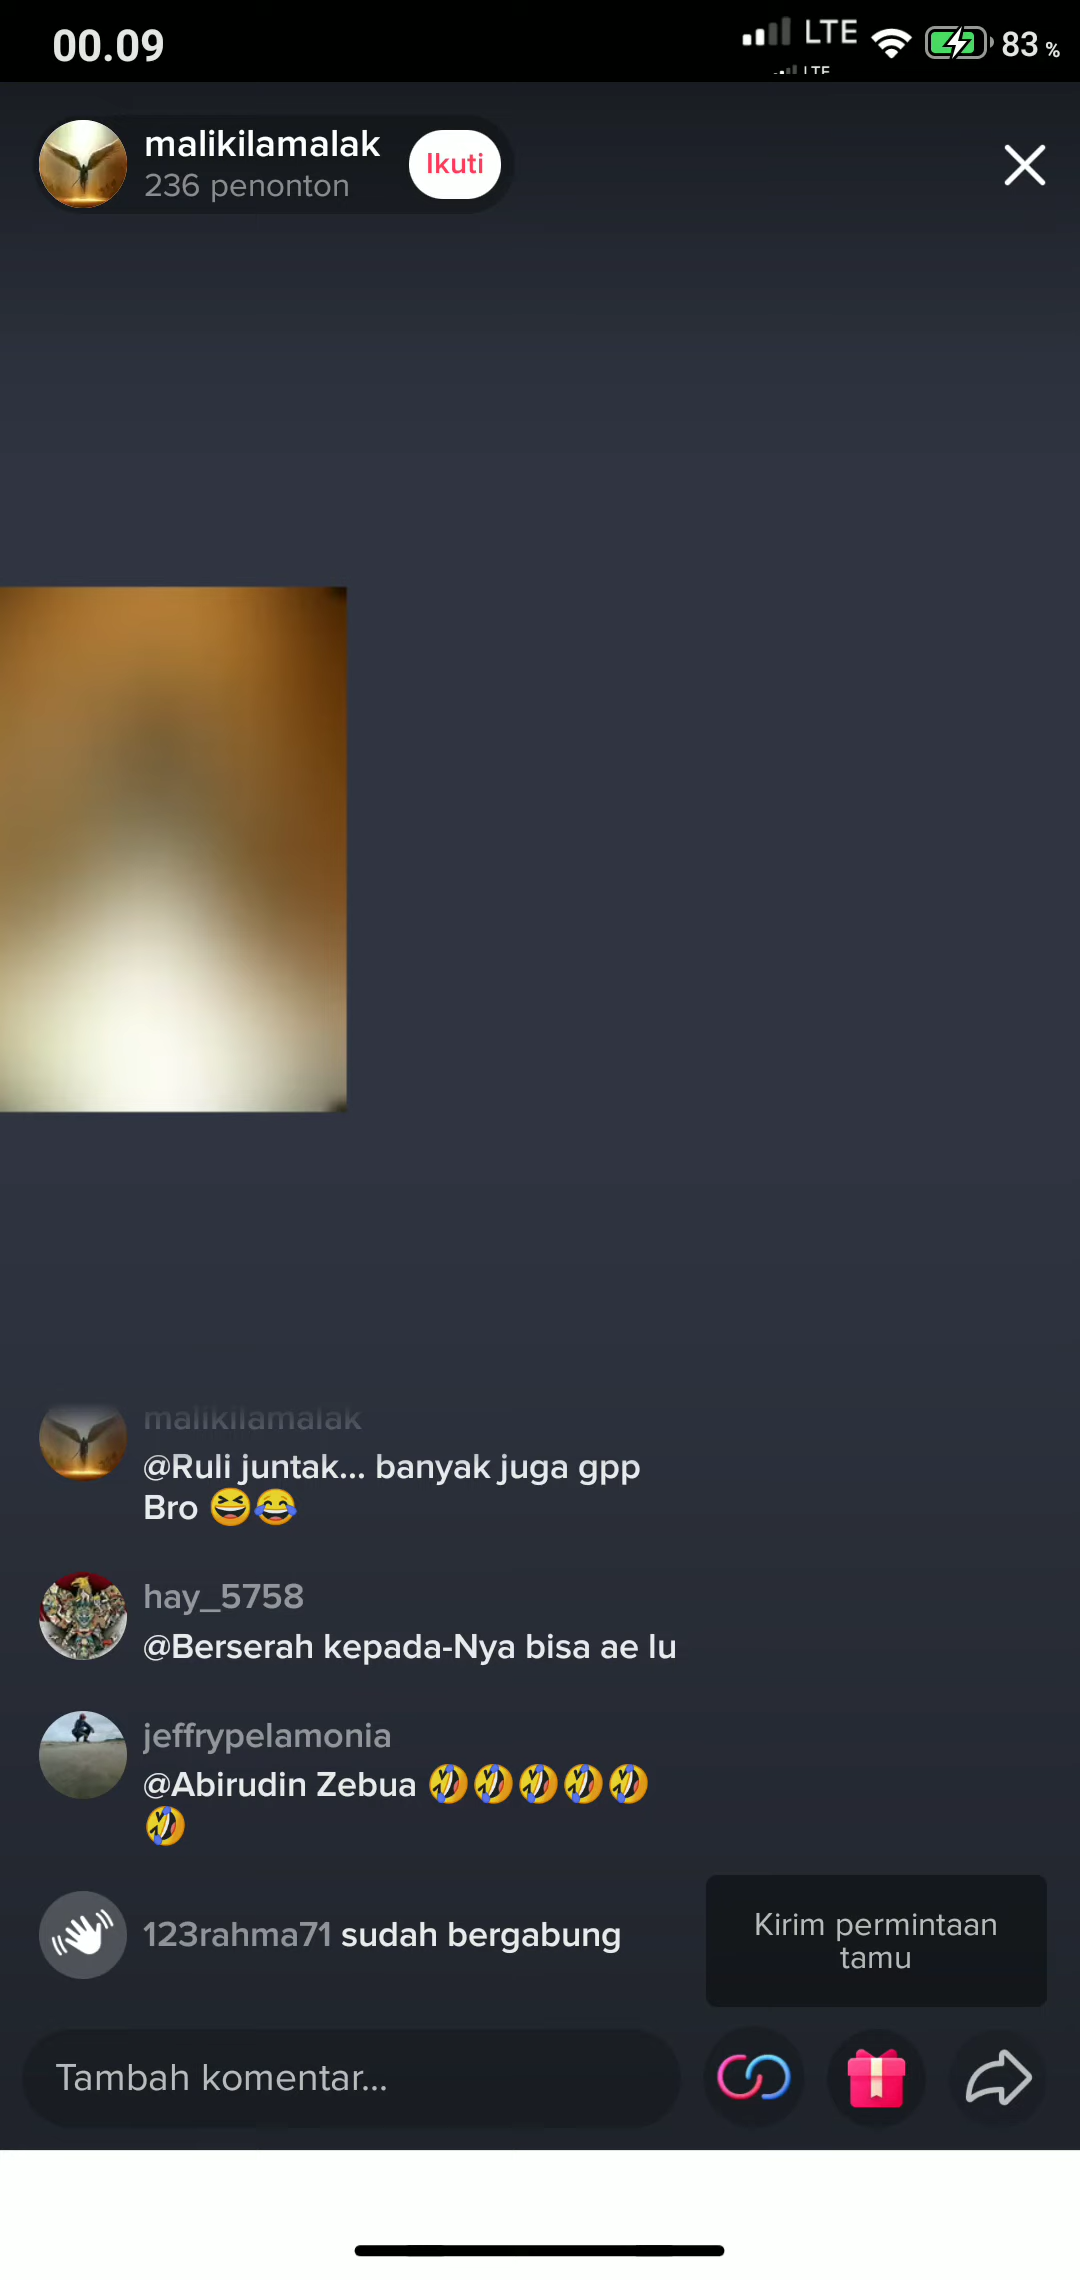 00.09
LTE
LTE
83 %
malikilamalak
236 penonton
Ikuti
malikilamalak
@Ruli juntak... banyak juga gpp
Bro 😆😂
hay_5758
@Berserah kepada-Nya bisa ae lu
jeffrypelamonia
@Abirudin Zebua 🤣🤣🤣🤣🤣
🤣
123rahma71 sudah bergabung
Kirim permintaan
tamu
Tambah komentar...